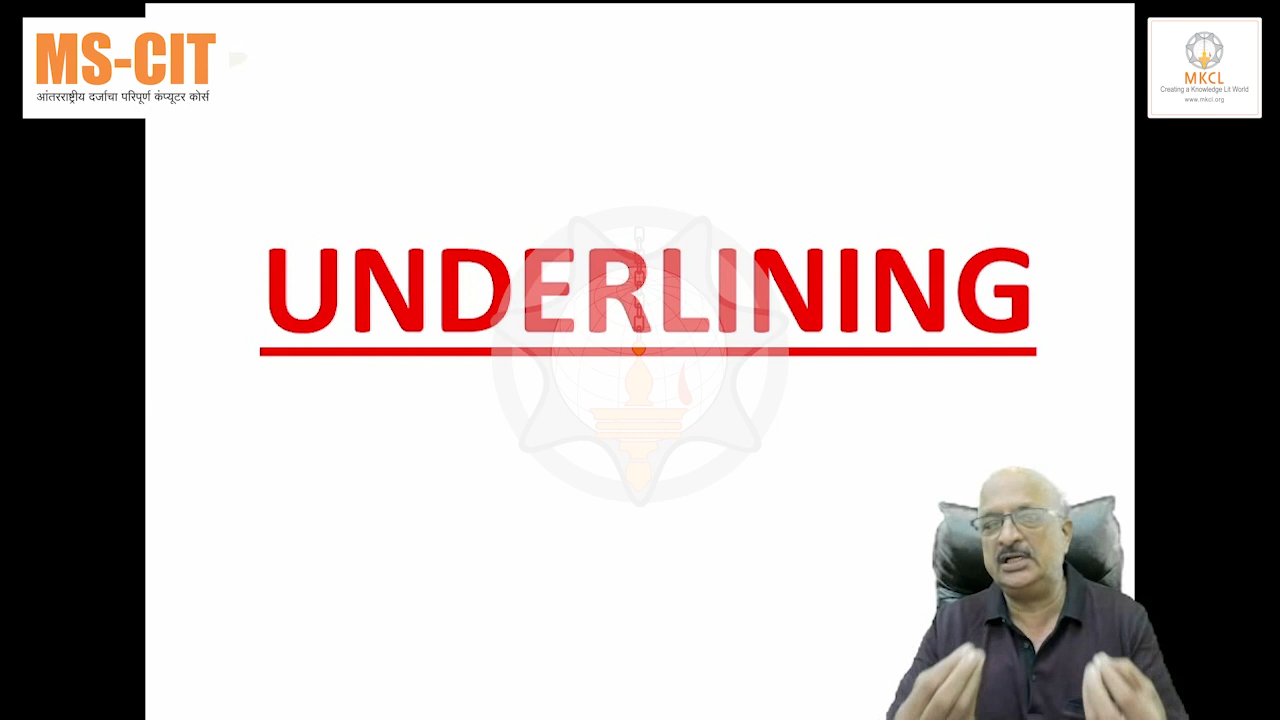 MS-CIT
आंतरराष्ट्रीय दर्जाचा परिपूर्ण कंप्यूटर कोर्स
MKCL
Creating a Knowledge Lit World
www.mkcl.org
UNDERLINING